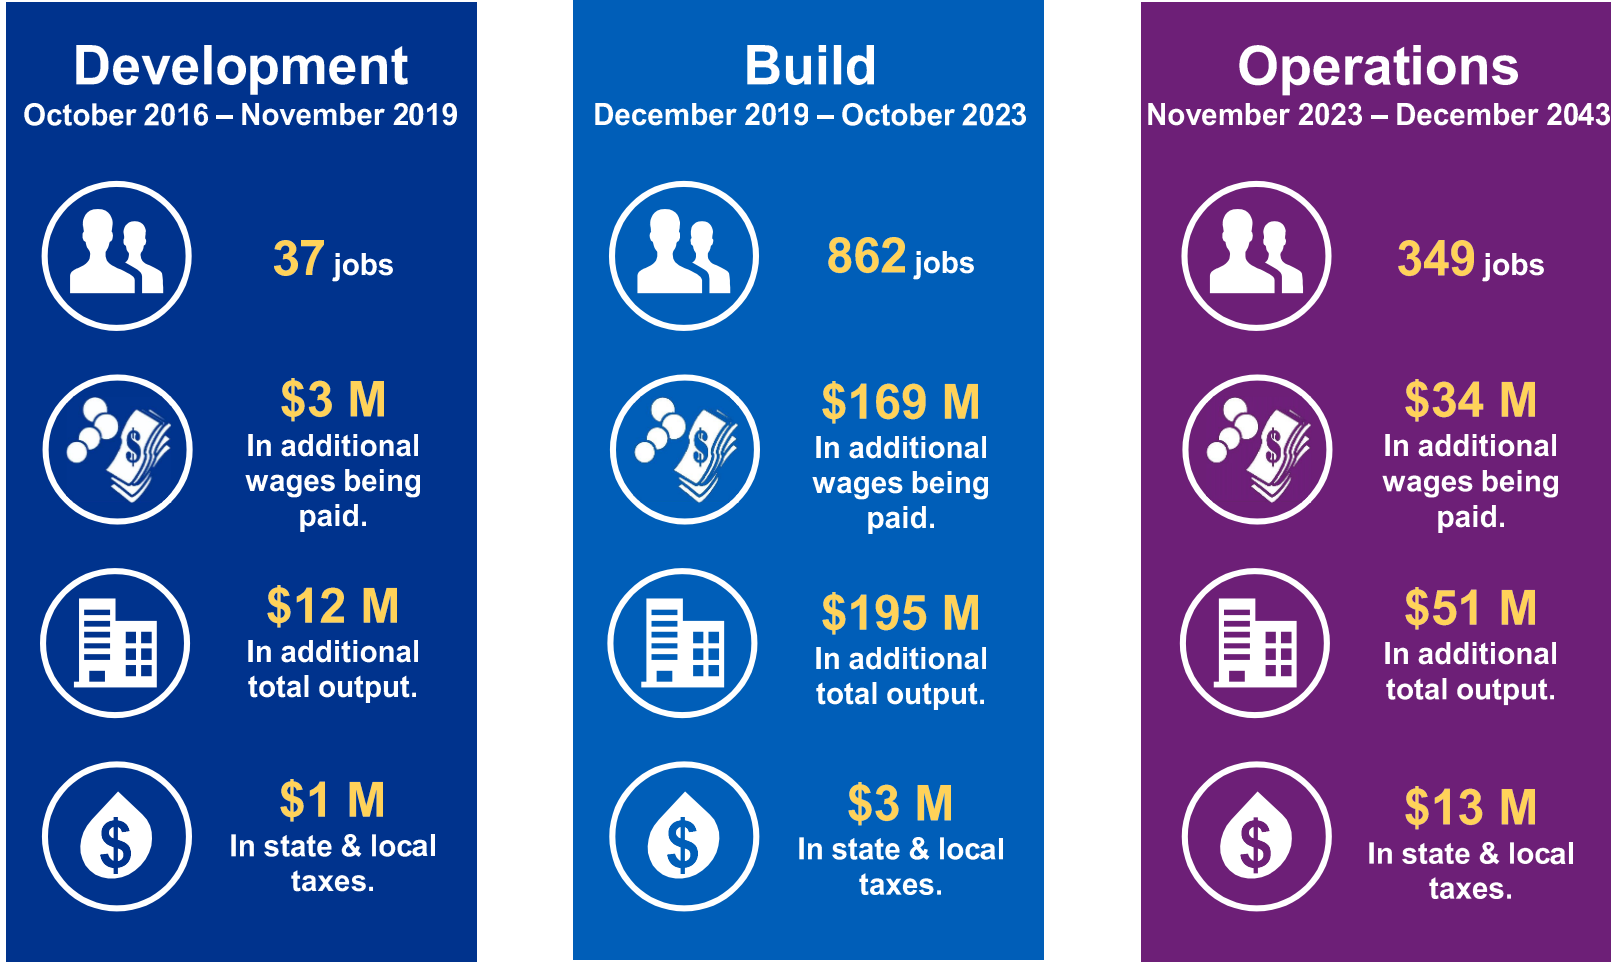 Development
October 2016 – November 2019
37 jobs
$3 M
In additional
wages being
paid.
$12 M
In additional
total output.
$1 M
In state & local
taxes.
Build
December 2019 – October 2023
862 jobs
$169 M
In additional
wages being
paid.
$195 M
In additional
total output.
$3 M
In state & local
taxes.
Operations
November 2023 – December 2043
349 jobs
$34 M
In additional
wages being
paid.
$51 M
In additional
total output.
$13 M
In state & local
taxes.